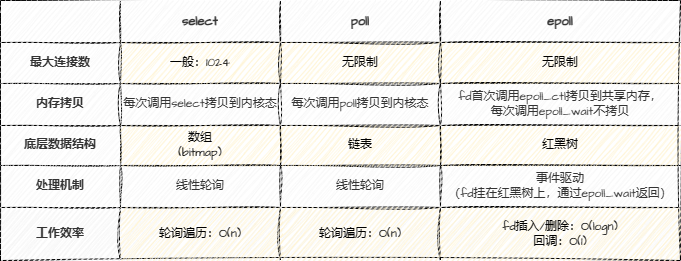 select poll epoll
最大连接数 一般：1024 无限制 无限制
内存拷贝 每次调用select拷贝到内核态 每次调用poll拷贝到内核态 fd首次调用epoll_ctl拷贝到共享内存，
每次调用epoll_wait不拷贝
底层数据结构 数组
(bitmap) 链表 红黑树
处理机制 线性轮询 线性轮询 事件驱动
(fd挂在红黑树上，通过epoll_wait返回)
工作效率 轮询遍历：O(n) 轮询遍历：O(n) fd插入/删除：O(logn)
回调：O(1)